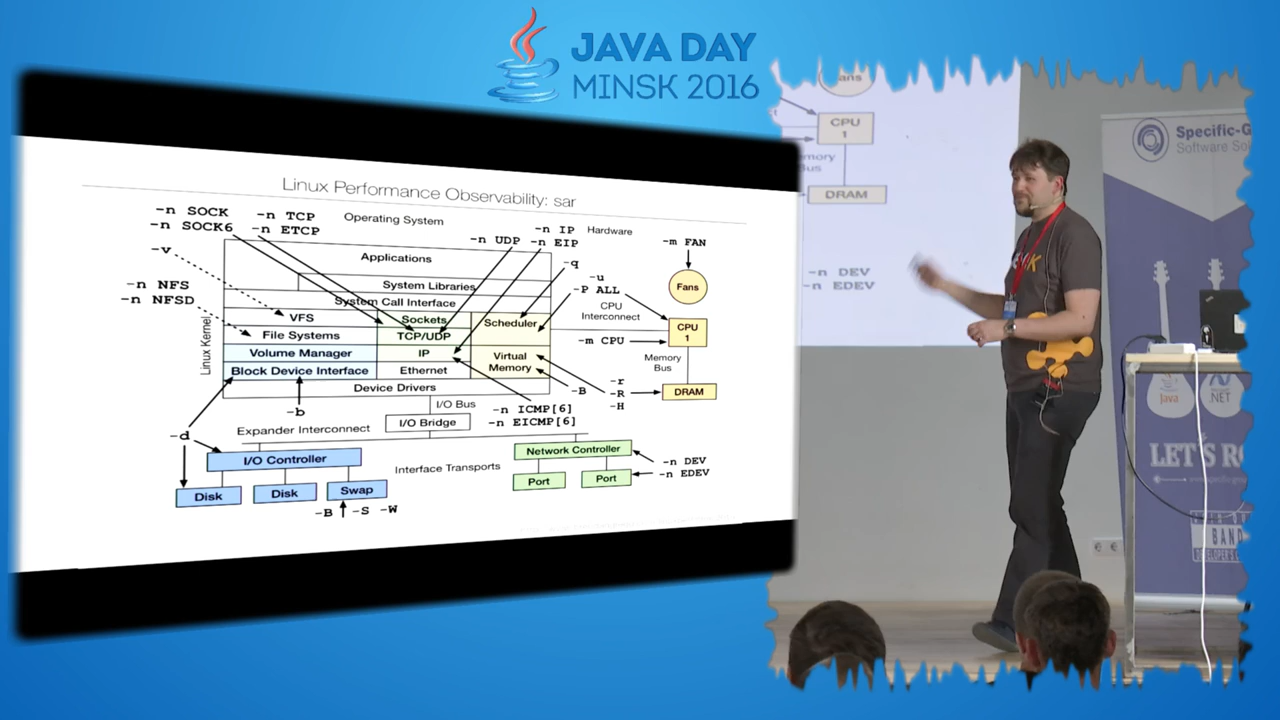 JAVA DAY
MINSK 2016
Linux Performance Observability: sar
-n SOCK
-n SOCK6
-n TCP
-n ETCP
Operating System
-n UDP
-n IP
-n EIP
Hardware
-m FAN
-v
Applications
-q
System Libraries
-u
-P ALL
Fans
-n NFS
-n NFSD
System Call Interface
CPU
Interconnect
VFS
Sockets
Scheduler
File Systems
TCP/UDP
CPU
1
-m CPU
Linux Kernel
Volume Manager
IP
Virtual
Memory
Memory
Bus
Block Device Interface
Ethernet
-B
-r
-R
-H
DRAM
Device Drivers
-b
I/O Bus
-n ICMP[6]
-n EICMP[6]
I/O Bridge
Expander Interconnect
-d
I/O Controller
Interface Transports
Network Controller
-n DEV
-n EDEV
Disk
Disk
Swap
Port
Port
-B
-S -W
CPU
1
DRAM
-n DEV
-n EDEV
Specific-G
Software Sol
Java
.NET
LET'S R
BAND